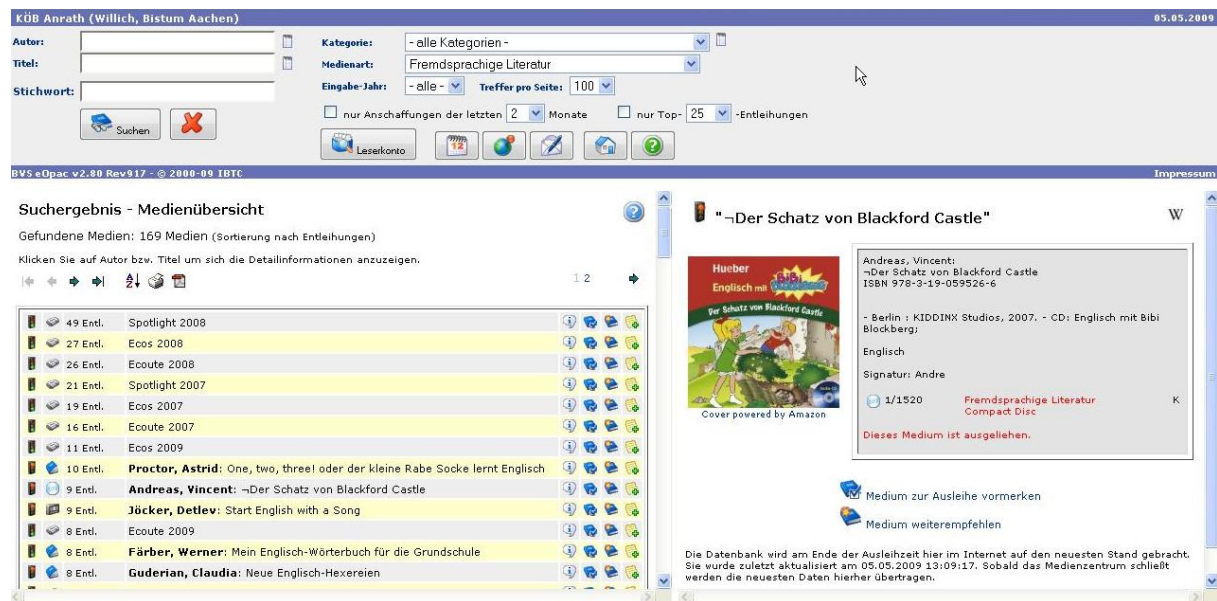 KÖB Anrath (Willich, Bistum Aachen) 05.05.2009
Autor:
Titel:
Stichwort:
Suchen
Kategorie: - alle Kategorien -
Medienart: Fremdsprachige Literatur
Eingabe-Jahr: - alle - Treffer pro Seite: 100
nur Anschaffungen der letzten 2 Monate nur Top- 25 -Entleihungen
Leserkonto 12
BVS eOpac v2.80 Rev917 - © 2000-09 IBTC Impressum
Suchergebnis - Medienübersicht
Gefundene Medien: 169 Medien (Sortierung nach Entleihungen)
Klicken Sie auf Autor bzw. Titel um sich die Detailinformationen anzuzeigen.
1 2
49 Entl. Spotlight 2008
27 Entl. Ecos 2008
26 Entl. Ecoute 2008
21 Entl. Spotlight 2007
19 Entl. Ecos 2007
16 Entl. Ecoute 2007
11 Entl. Ecos 2009
10 Entl. Proctor, Astrid: One, two, three! oder der kleine Rabe Socke lernt Englisch
9 Entl. Andreas, Vincent: ¬Der Schatz von Blackford Castle
9 Entl. Jöcker, Detlev: Start English with a Song
8 Entl. Ecoute 2009
8 Entl. Färber, Werner: Mein Englisch-Wörterbuch für die Grundschule
8 Entl. Guderian, Claudia: Neue Englisch-Hexereien
"¬Der Schatz von Blackford Castle" W
Hueber
Englisch mit Bibi
Der Schatz von Blackford Castle
Cover powered by Amazon
Andreas, Vincent:
¬Der Schatz von Blackford Castle
ISBN 978-3-19-059526-6
- Berlin : KIDDINX Studios, 2007. - CD: Englisch mit Bibi
Blockberg;
Englisch
Signatur: Andre
1/1520 Fremdsprachige Literatur K
Compact Disc
Dieses Medium ist ausgeliehen.
Medium zur Ausleihe vormerken
Medium weiterempfehlen
Die Datenbank wird am Ende der Ausleihzeit hier im Internet auf den neuesten Stand gebracht.
Sie wurde zuletzt aktualisiert am 05.05.2009 13:09:17. Sobald das Medienzentrum schließt
werden die neuesten Daten hierher übertragen.